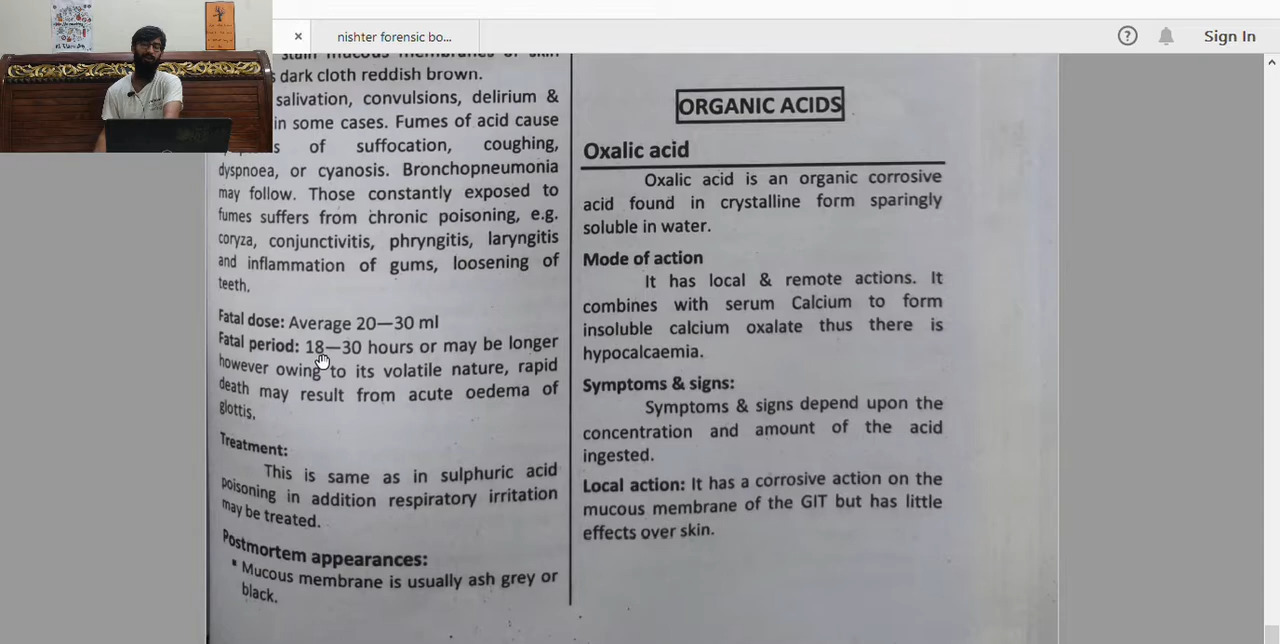 nishter forensic bo...
Sign In
stain mucous membranes or skin
dark cloth reddish brown.
salivation, convulsions, delirium &
in some cases. Fumes of acid cause
of suffocation, coughing,
dyspnoea, or cyanosis. Bronchopneumonia
may follow. Those constantly exposed to
fumes suffers from chronic poisoning, e.g.
coryza, conjunctivitis, phryngitis, laryngitis
and inflammation of gums, loosening of
teeth.
Fatal dose: Average 20—30 ml
Fatal period: 18—30 hours or may be longer
however owing to its volatile nature, rapid
death may result from acute oedema of
glottis.
Treatment:
This is same as in sulphuric acid
poisoning in addition respiratory irritation
may be treated.
Postmortem appearances:
▪ Mucous membrane is usually ash grey or
black.
ORGANIC ACIDS
Oxalic acid
Oxalic acid is an organic corrosive
acid found in crystalline form sparingly
soluble in water.
Mode of action
It has local & remote actions. It
combines with serum Calcium to form
insoluble calcium oxalate thus there is
hypocalcaemia.
Symptoms & signs:
Symptoms & signs depend upon the
concentration and amount of the acid
ingested.
Local action: It has a corrosive action on the
mucous membrane of the GIT but has little
effects over skin.